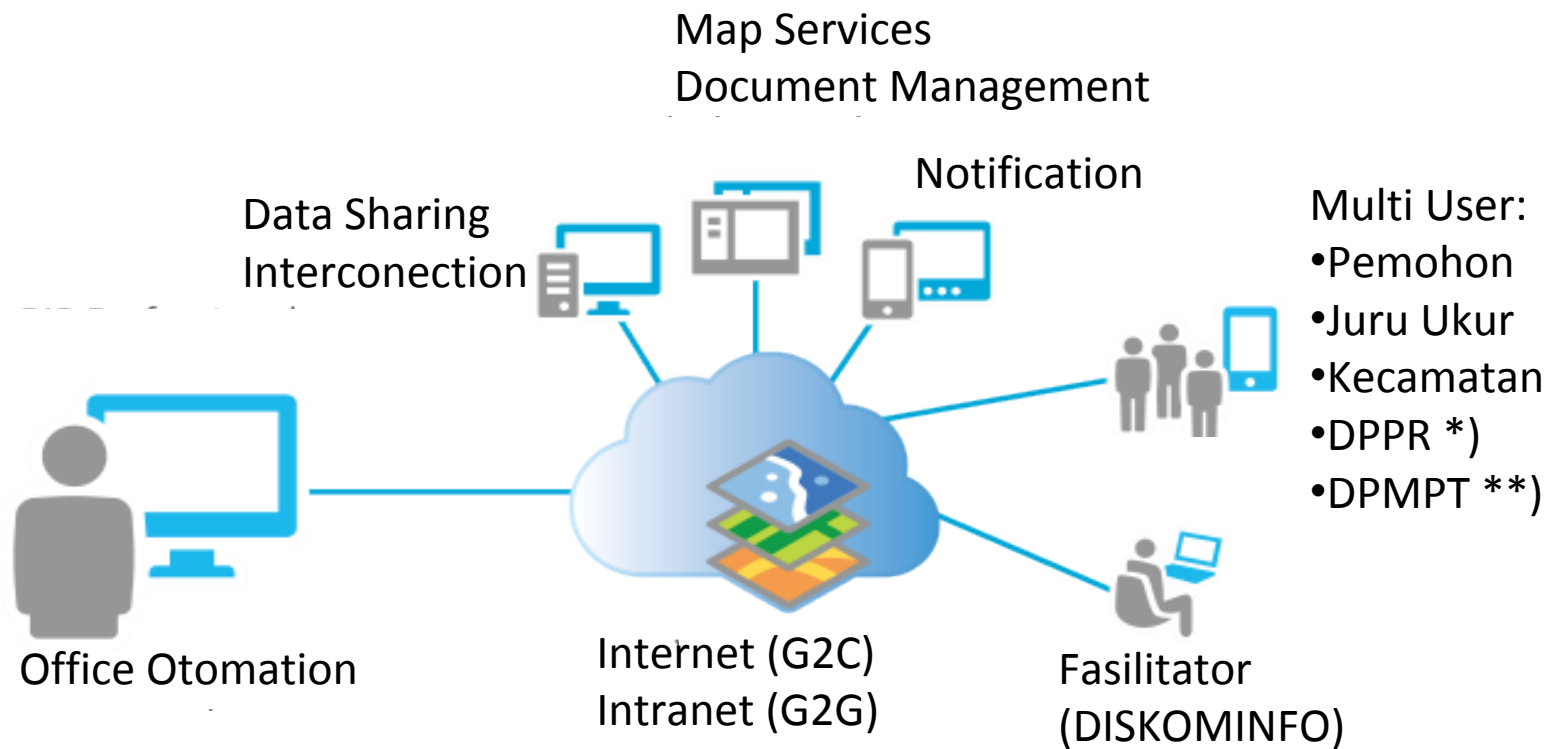 Map Services
Document Management
Notification
Data Sharing
Interconection
Multi User:
•Pemohon
•Juru Ukur
•Kecamatan
•DPPR *)
•DPMPT **)
Office Otomation
Internet (G2C)
Intranet (G2G)
Fasilitator
(DISKOMINFO)